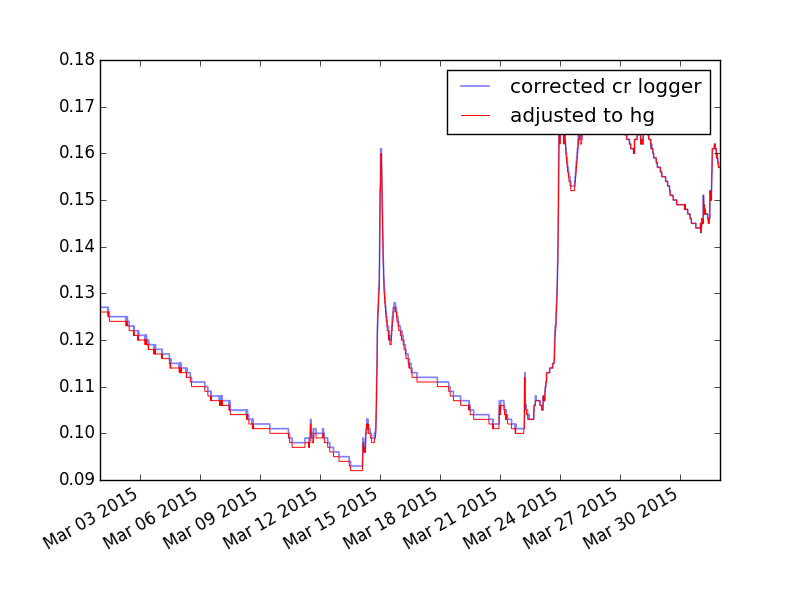 0.18
0.17
0.16
0.15
0.14
0.13
0.12
0.11
0.10
0.09
corrected cr logger
adjusted to hg
Mar 03 2015
Mar 06 2015
Mar 09 2015
Mar 12 2015
Mar 15 2015
Mar 18 2015
Mar 21 2015
Mar 24 2015
Mar 27 2015
Mar 30 2015